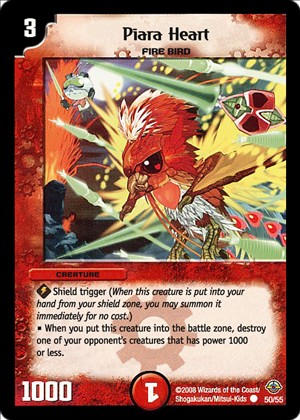 3
Piara Heart
FIRE BIRD
CREATURE
Shield trigger (When this creature is put into your
hand from your shield zone, you may summon it
immediately for no cost.)
▪ When you put this creature into the battle zone, destroy
one of your opponent's creatures that has power 1000
or less.
1000
1
©2008 Wizards of the Coast/
Shogakukan/Mitsui-Kids
50/55